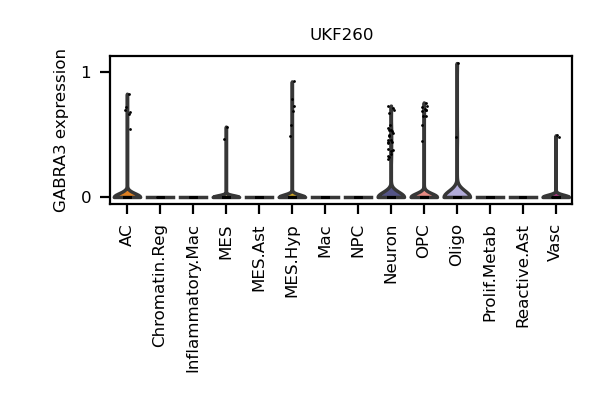 UKF260
GABRA3 expression
1
0
AC
Chromatin.Reg
Inflammatory.Mac
MES
MES.Ast
MES.Hyp
Mac
NPC
Neuron
OPC
Oligo
Prolif.Metab
Reactive.Ast
Vasc